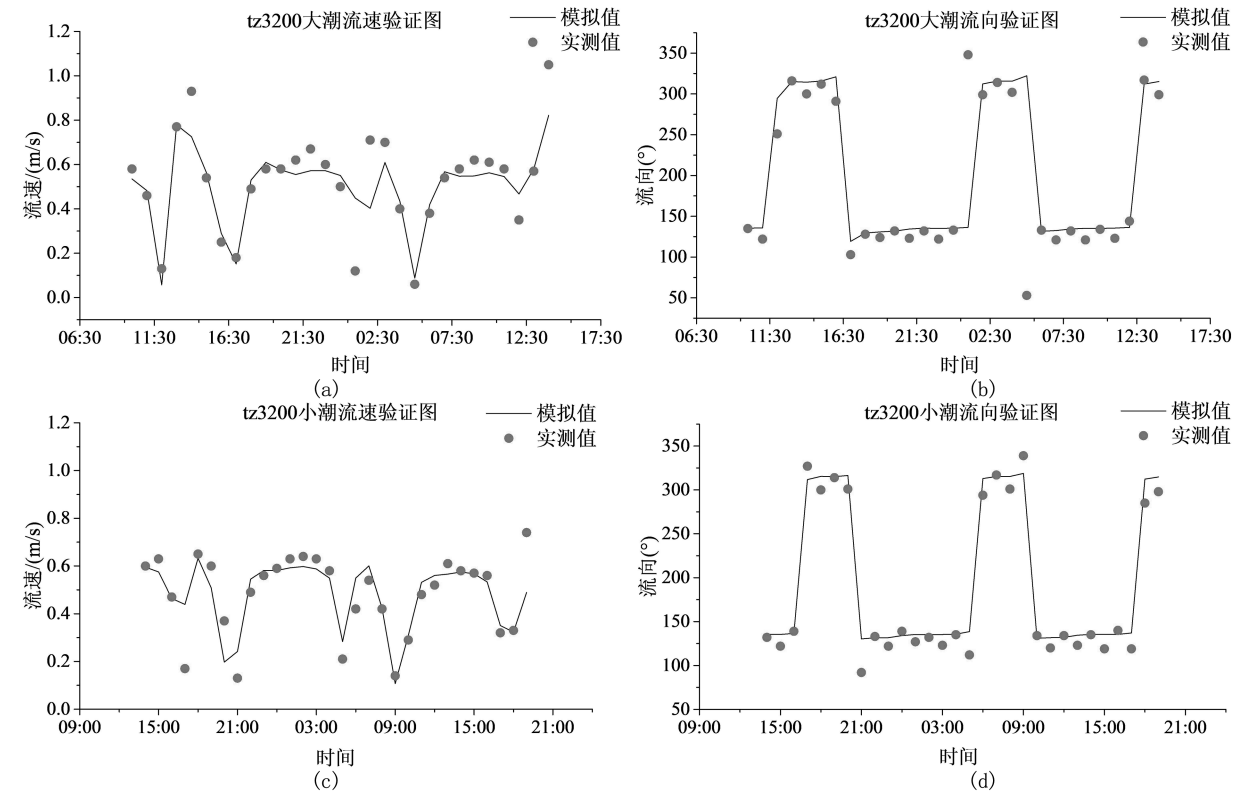 tz3200大潮流速验证图
模拟值
实测值
1.2
1.0
0.8
0.6
0.4
0.2
0.0
流速/(m/s)
06:30 11:30 16:30 21:30 02:30 07:30 12:30 17:30
时间
(a)
tz3200大潮流向验证图
模拟值
实测值
350
300
250
200
150
100
50
流向(°)
06:30 11:30 16:30 21:30 02:30 07:30 12:30 17:30
时间
(b)
tz3200小潮流速验证图
模拟值
实测值
1.2
1.0
0.8
0.6
0.4
0.2
0.0
流速/(m/s)
09:00 15:00 21:00 03:00 09:00 15:00 21:00
时间
(c)
tz3200小潮流向验证图
模拟值
实测值
350
300
250
200
150
100
50
流向(°)
09:00 15:00 21:00 03:00 09:00 15:00 21:00
时间
(d)